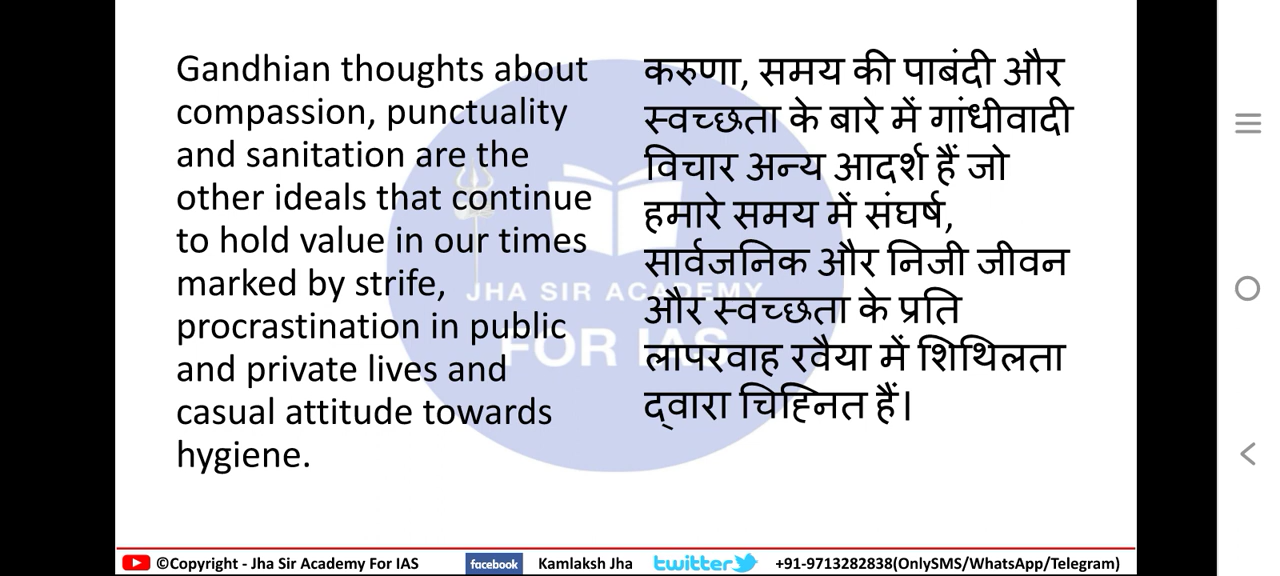 Gandhian thoughts about
compassion, punctuality
and sanitation are the
other ideals that continue
to hold value in our times
marked by strife,
procrastination in public
and private lives and
casual attitude towards
hygiene.
करुणा, समय की पाबंदी और
स्वच्छता के बारे में गांधीवादी
विचार अन्य आदर्श हैं जो
हमारे समय में संघर्ष,
सार्वजनिक और निजी जीवन
और स्वच्छता के प्रति
लापरवाह रवैया में शिथिलता
द्वारा चिह्नित हैं।
JHA SIR ACADEMY
FOR IAS
©Copyright - Jha Sir Academy For IAS facebook Kamlaksh Jha twitter +91-9713282838(OnlySMS/WhatsApp/Telegram)